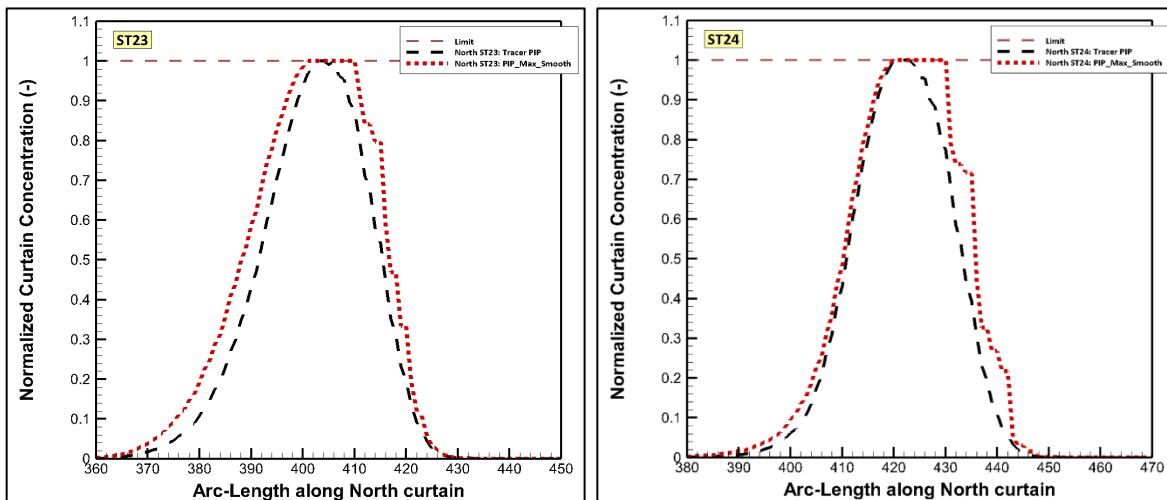 ST23
Limit
North ST23: Tracer PIP
North ST23: PIP_Max_Smooth
Normalized Curtain Concentration (-)
1.1
1
0.9
0.8
0.7
0.6
0.5
0.4
0.3
0.2
0.1
0
360 370 380 390 400 410 420 430 440 450
Arc-Length along North curtain
ST24
Limit
North ST24: Tracer PIP
North ST24: PIP_Max_Smooth
Normalized Curtain Concentration (-)
1.1
1
0.9
0.8
0.7
0.6
0.5
0.4
0.3
0.2
0.1
0
380 390 400 410 420 430 440 450 460 470
Arc-Length along North curtain